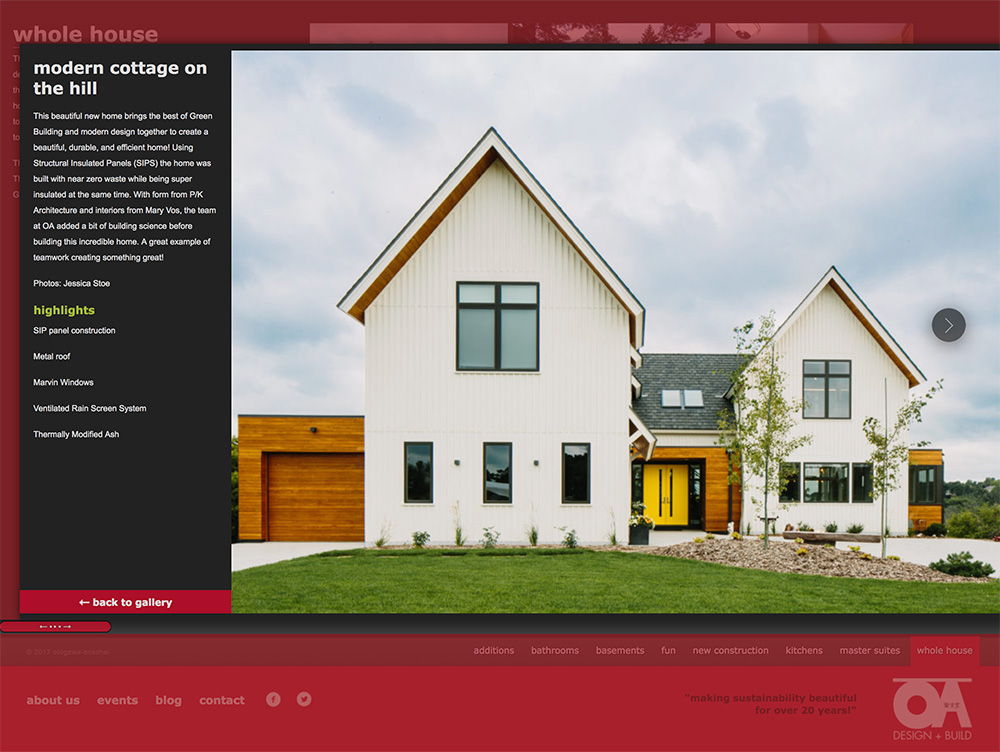 whole house
modern cottage on
the hill
This beautiful new home brings the best of Green
Building and modern design together to create a
beautiful, durable, and efficient home! Using
Structural Insulated Panels (SIPS) the home was
built with near zero waste while being super
insulated at the same time. With form from P/K
Architecture and interiors from Mary Vos, the team
at OA added a bit of building science before
building this incredible home. A great example of
teamwork creating something great!
Photos: Jessica Stoe
highlights
SIP panel construction
Metal roof
Marvin Windows
Ventilated Rain Screen System
Thermally Modified Ash
← back to gallery
additions bathrooms basements fun new construction kitchens master suites whole house
about us events blog contact
"making sustainability beautiful
for over 20 years!"
OA
DESIGN + BUILD